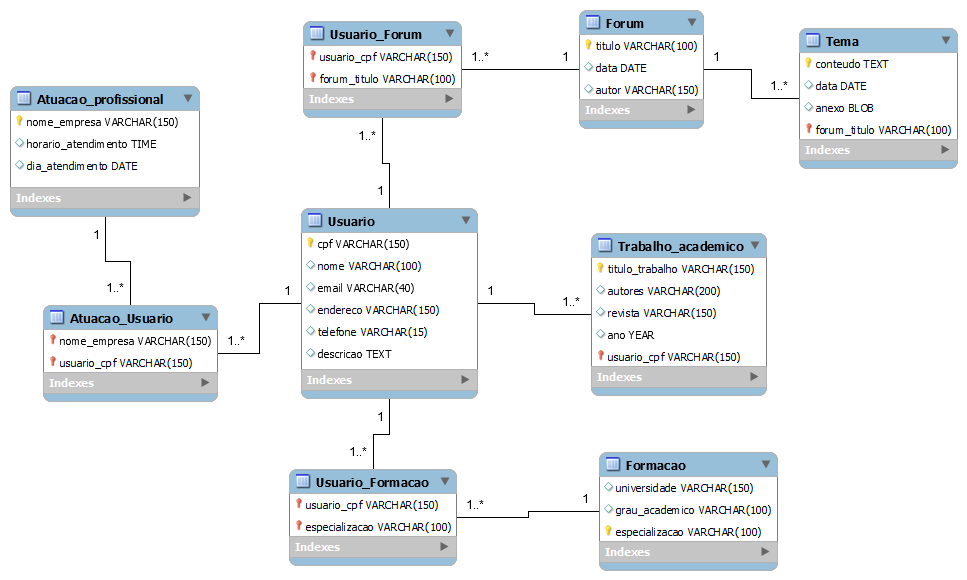 Usuario_Forum
usuario_cpf VARCHAR(150)
forum_titulo VARCHAR(100)
Indexes
1..*
1
Forum
titulo VARCHAR(100)
data DATE
autor VARCHAR(150)
Indexes
1
1..*
Tema
conteudo TEXT
data DATE
anexo BLOB
forum_titulo VARCHAR(100)
Indexes
Atuacao_profissional
nome_empresa VARCHAR(150)
horario_atendimento TIME
dia_atendimento DATE
Indexes
1..*
1
1
1..*
Usuario
cpf VARCHAR(150)
nome VARCHAR(100)
email VARCHAR(40)
endereco VARCHAR(150)
telefone VARCHAR(15)
descricao TEXT
Indexes
1
1..*
Trabalho_academico
titulo_trabalho VARCHAR(150)
autores VARCHAR(200)
revista VARCHAR(150)
ano YEAR
usuario_cpf VARCHAR(150)
Indexes
Atuacao_Usuario
nome_empresa VARCHAR(150)
usuario_cpf VARCHAR(150)
Indexes
1
1..*
1
1..*
Usuario_Formacao
usuario_cpf VARCHAR(150)
especializacao VARCHAR(100)
Indexes
1..*
1
Formacao
universidade VARCHAR(150)
grau_academico VARCHAR(100)
especializacao VARCHAR(100)
Indexes